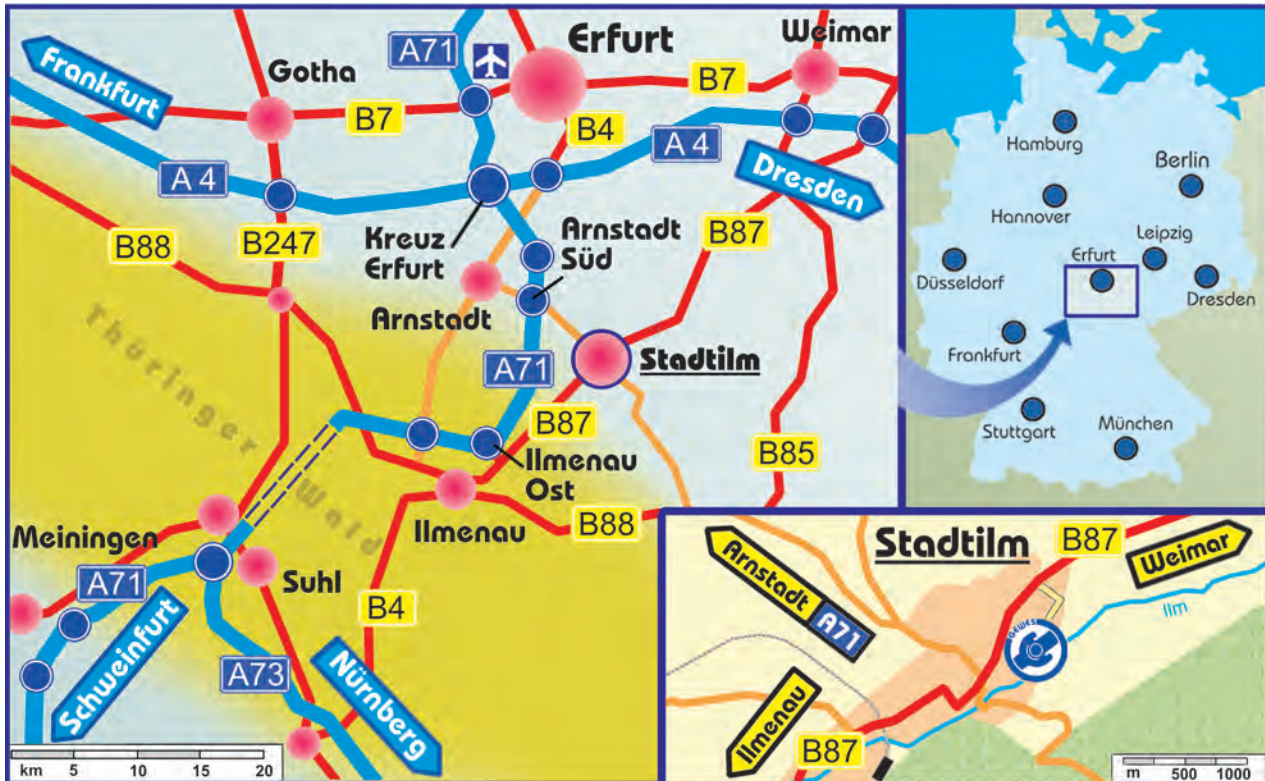 Frankfurt
Gotha
A71
Erfurt
Weimar
B7
B7
B4
A 4
A 4
Dresden
B88
B247
Kreuz
Erfurt
Arnstadt
Süd
B87
Arnstadt
Thüringer
Wald
A71
Stadtilm
B87
B85
Ilmenau
Ost
Meiningen
Ilmenau
B88
A71
Suhl
B4
Schweinfurt
A73
Nürnberg
km 5 10 15 20
Hamburg
Berlin
Hannover
Leipzig
Erfurt
Düsseldorf
Dresden
Frankfurt
Stuttgart
München
Stadtilm
B87
Arnstadt
A71
Weimar
Ilm
GEWES
Ilmenau
B87
m 500 1000